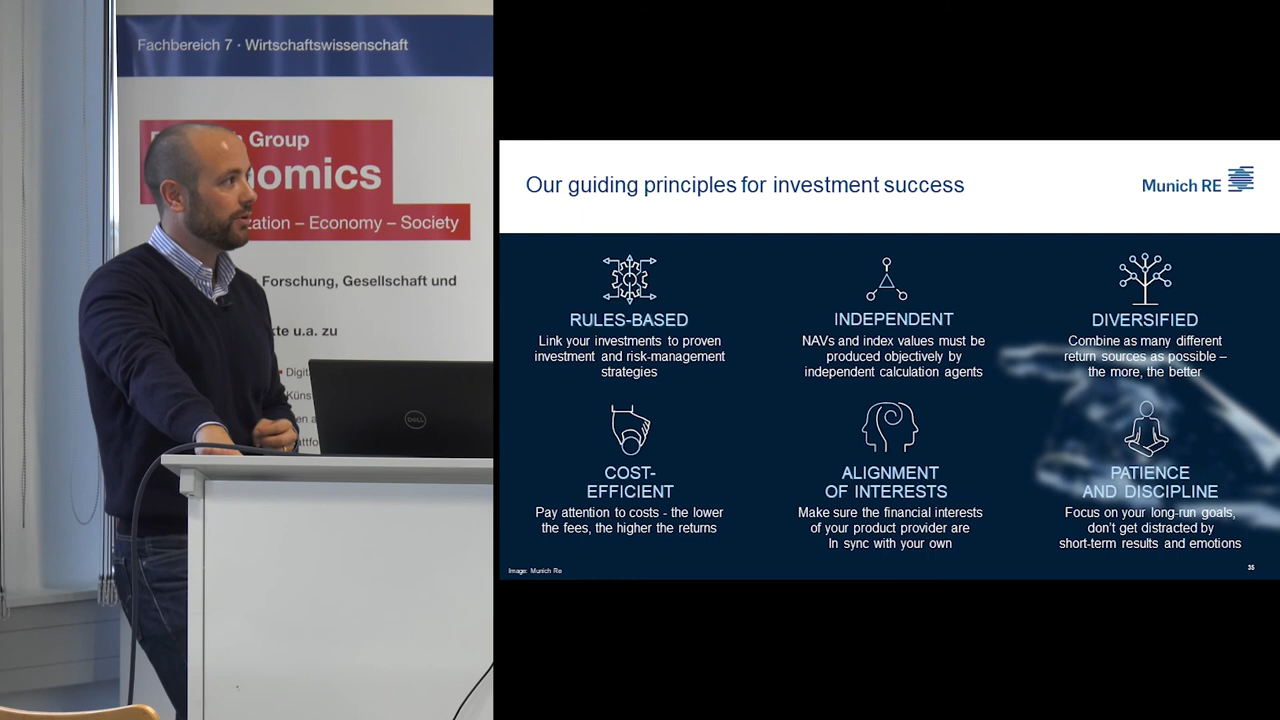 Fachbereich 7 · Wirtschaftswissenschaft
Group
omics
ation – Economy – Society
Forschung, Gesellschaft und
kte u.a. zu
Digit
Küns
en a
attfo
DELL
Our guiding principles for investment success
Munich RE
RULES-BASED
Link your investments to proven
investment and risk-management
strategies
INDEPENDENT
NAVs and index values must be
produced objectively by
independent calculation agents
DIVERSIFIED
Combine as many different
return sources as possible –
the more, the better
COST-
EFFICIENT
Pay attention to costs - the lower
the fees, the higher the returns
ALIGNMENT
OF INTERESTS
Make sure the financial interests
of your product provider are
In sync with your own
PATIENCE
AND DISCIPLINE
Focus on your long-run goals,
don't get distracted by
short-term results and emotions
Image: Munich Re
35